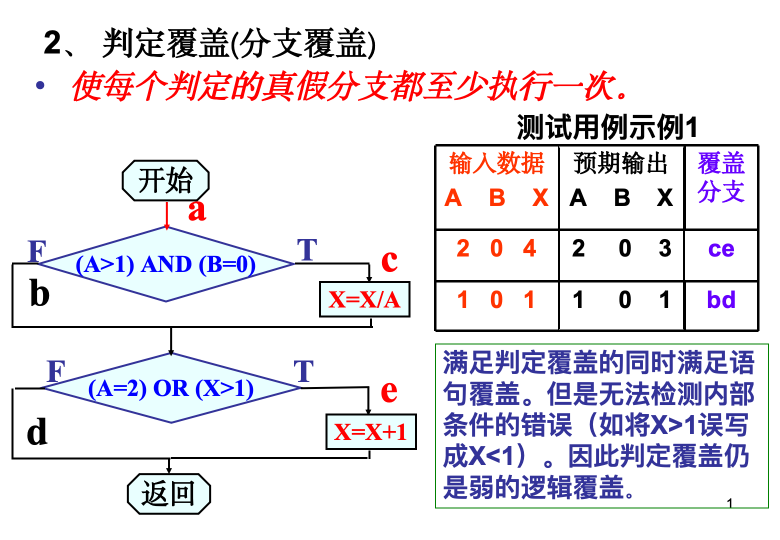 2、 判定覆盖(分支覆盖)
• 使每个判定的真假分支都至少执行一次.
测试用例示例1
输入数据 预期输出 覆盖分支
A B X A B X
2 0 4 2 0 3 ce
1 0 1 1 0 1 bd
开始
a
F (A>1) AND (B=0) T
b
c
X=X/A
F (A=2) OR (X>1) T
d
e
X=X+1
返回
满足判定覆盖的同时满足语
句覆盖。但是无法检测内部
条件的错误（如将X>1误写
成X<1）。因此判定覆盖仍
是弱的逻辑覆盖.
1